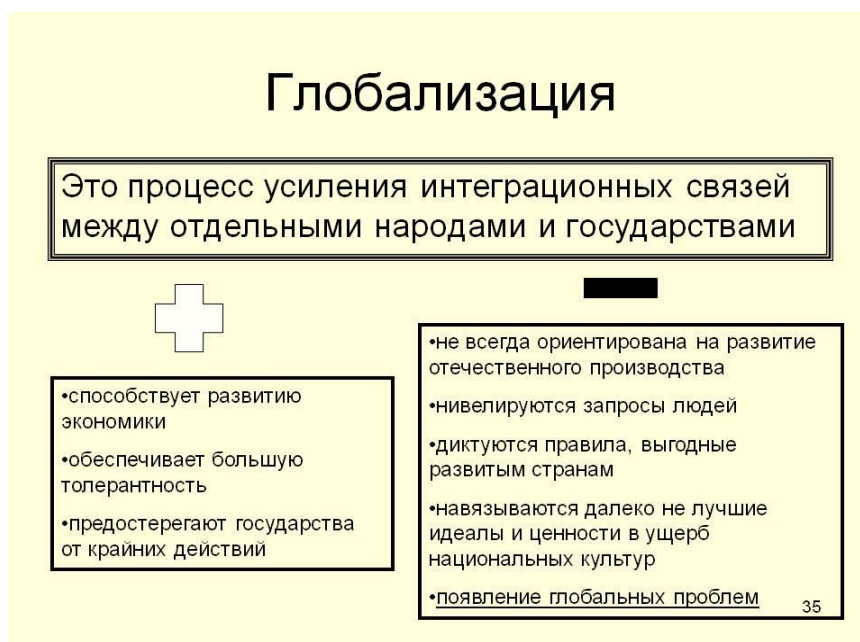 Глобализация
Это процесс усиления интеграционных связей
между отдельными народами и государствами
•способствует развитию
экономики
•обеспечивает большую
толерантность
•предостерегают государства
от крайних действий
•не всегда ориентирована на развитие
отечественного производства
•нивелируются запросы людей
•диктуются правила, выгодные
развитым странам
•навязываются далеко не лучшие
идеалы и ценности в ущерб
национальных культур
•появление глобальных проблем
35